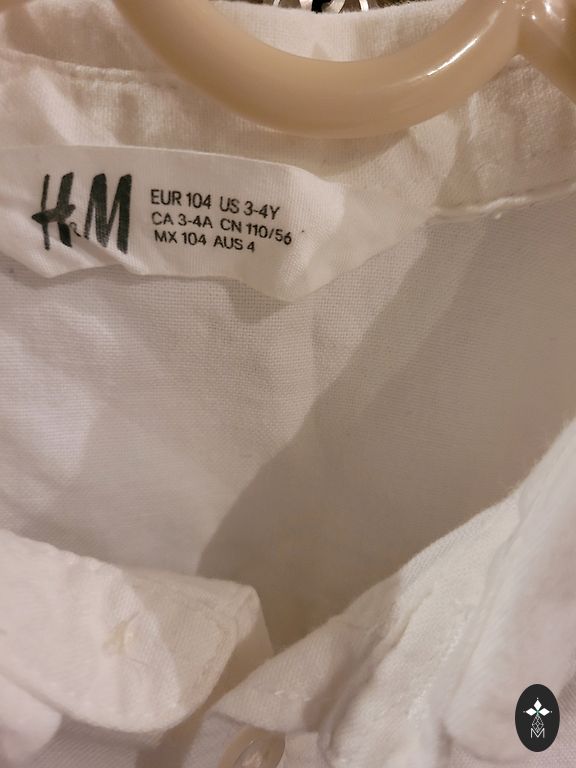 H&M
EUR 104 US 3-4Y
CA 3-4A CN 110/56
MX 104 AUS 4
M